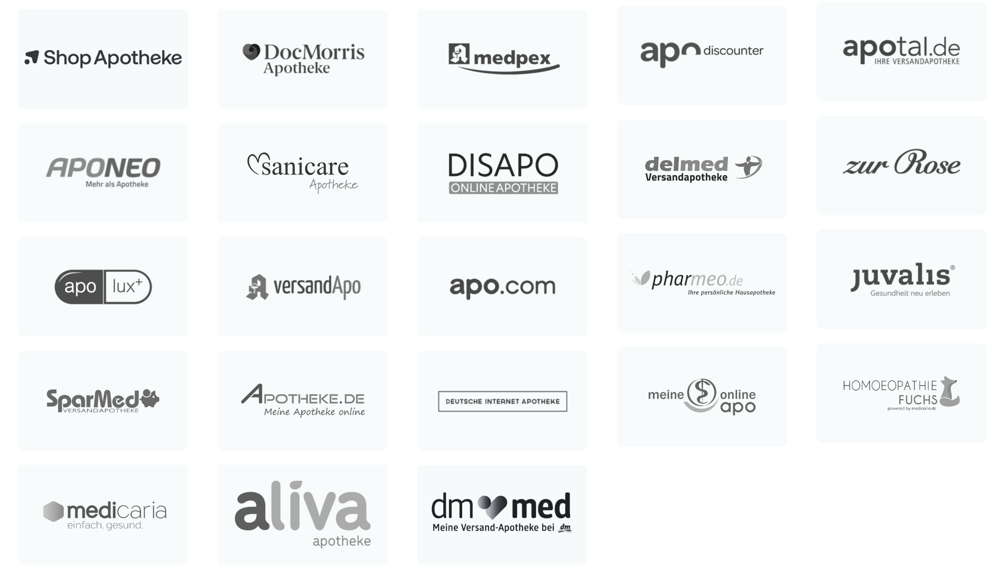 Shop Apotheke
DocMorris
Apotheke
medpex
apo discounter
apotal.de
IHRE VERSANDAPOTHEKE
APONEO
Mehr als Apotheke
sanicare
Apotheke
DISAPO
ONLINE APOTHEKE
delmed
Versandapotheke
zur Rose
apo lux+
versandApo
apo.com
pharmeo.de
Ihre persönliche Hausapotheke
juvalis®
Gesundheit neu erleben
SparMed
VERSANDAPOTHEKE
APOTHEKE.DE
Meine Apotheke online
DEUTSCHE INTERNET APOTHEKE
meine online
apo
HOMOEOPATHIE
FUCHS
powered by medicaria.de
medicaria
einfach. gesund.
aliva
apotheke
dm med
Meine Versand-Apotheke bei dm